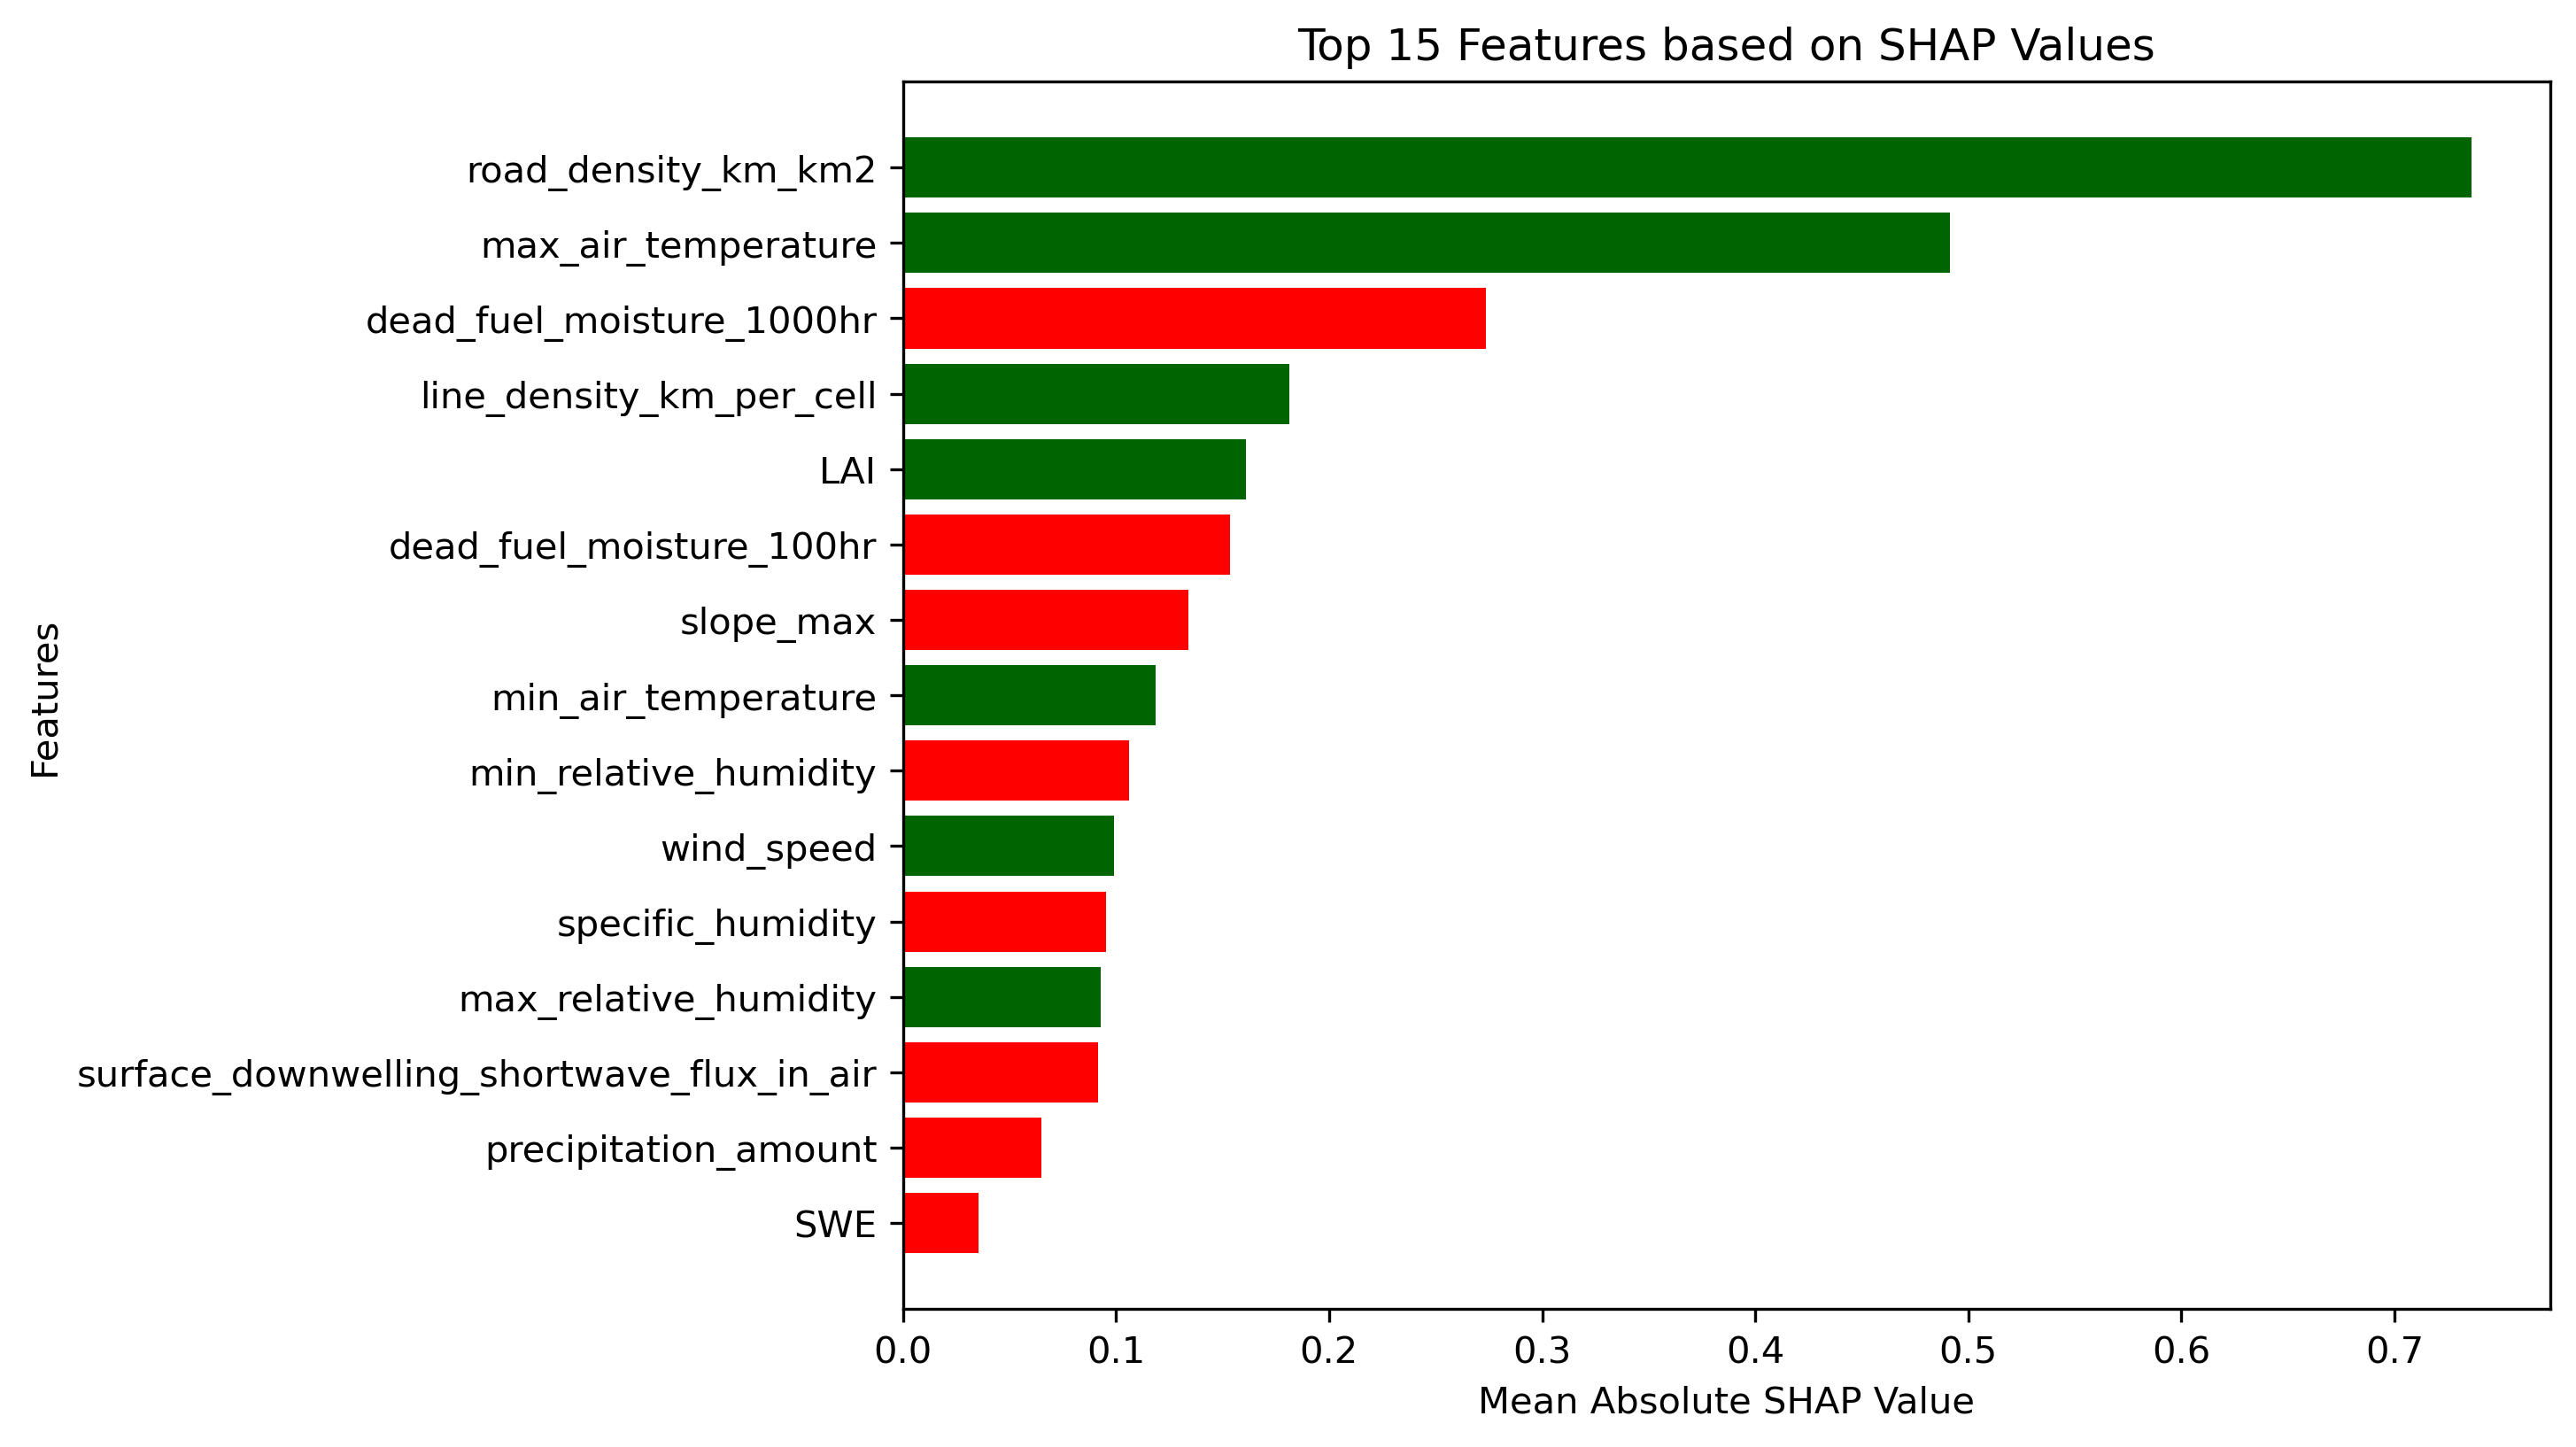 Top 15 Features based on SHAP Values
Features
road_density_km_km2
max_air_temperature
dead_fuel_moisture_1000hr
line_density_km_per_cell
LAI
dead_fuel_moisture_100hr
slope_max
min_air_temperature
min_relative_humidity
wind_speed
specific_humidity
max_relative_humidity
surface_downwelling_shortwave_flux_in_air
precipitation_amount
SWE
0.0 0.1 0.2 0.3 0.4 0.5 0.6 0.7
Mean Absolute SHAP Value